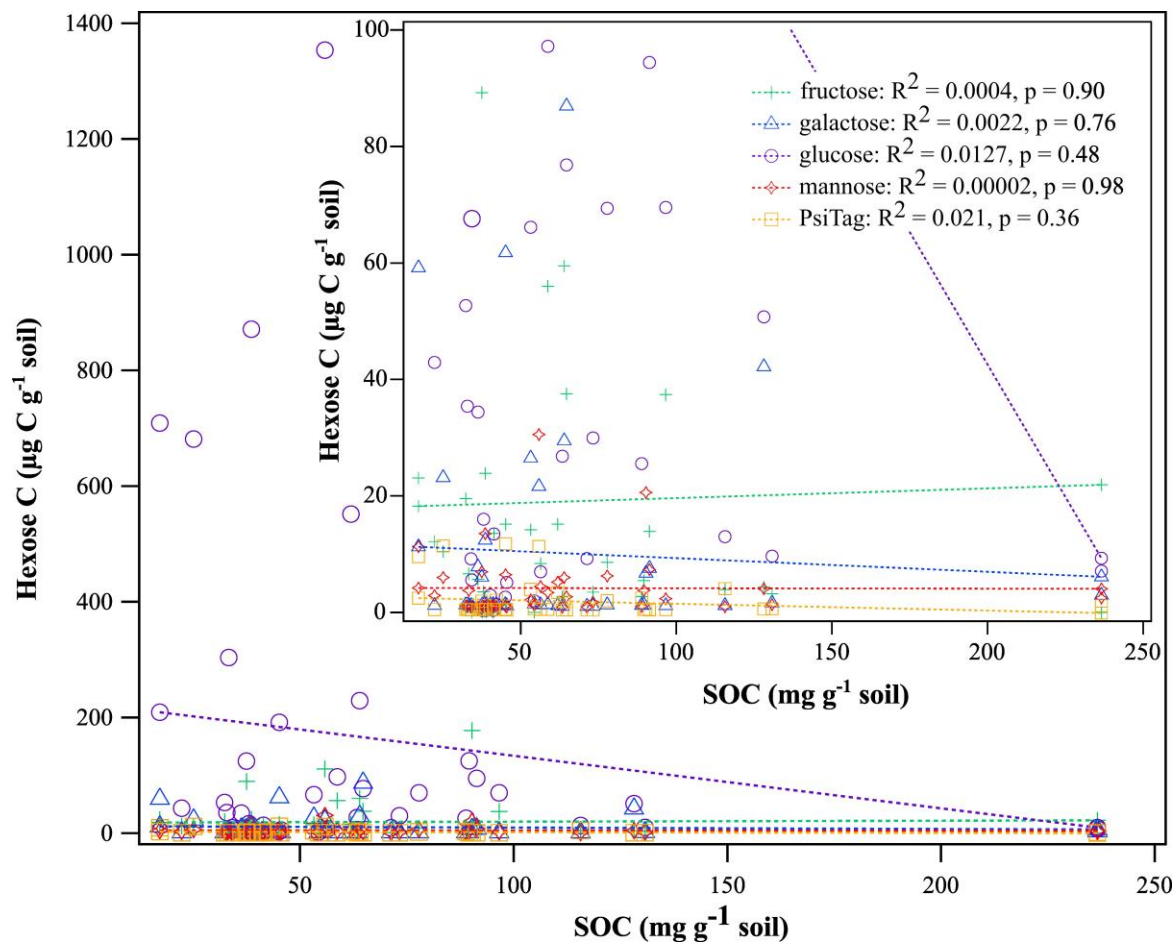 1400
1200
1000
800
600
400
200
0
Hexose C (µg C g⁻¹ soil)
50
100
150
200
250
SOC (mg g⁻¹ soil)
100
80
60
40
20
0
Hexose C (µg C g⁻¹ soil)
fructose: R² = 0.0004, p = 0.90
galactose: R² = 0.0022, p = 0.76
glucose: R² = 0.0127, p = 0.48
mannose: R² = 0.00002, p = 0.98
PsiTag: R² = 0.021, p = 0.36
50
100
150
200
250
SOC (mg g⁻¹ soil)